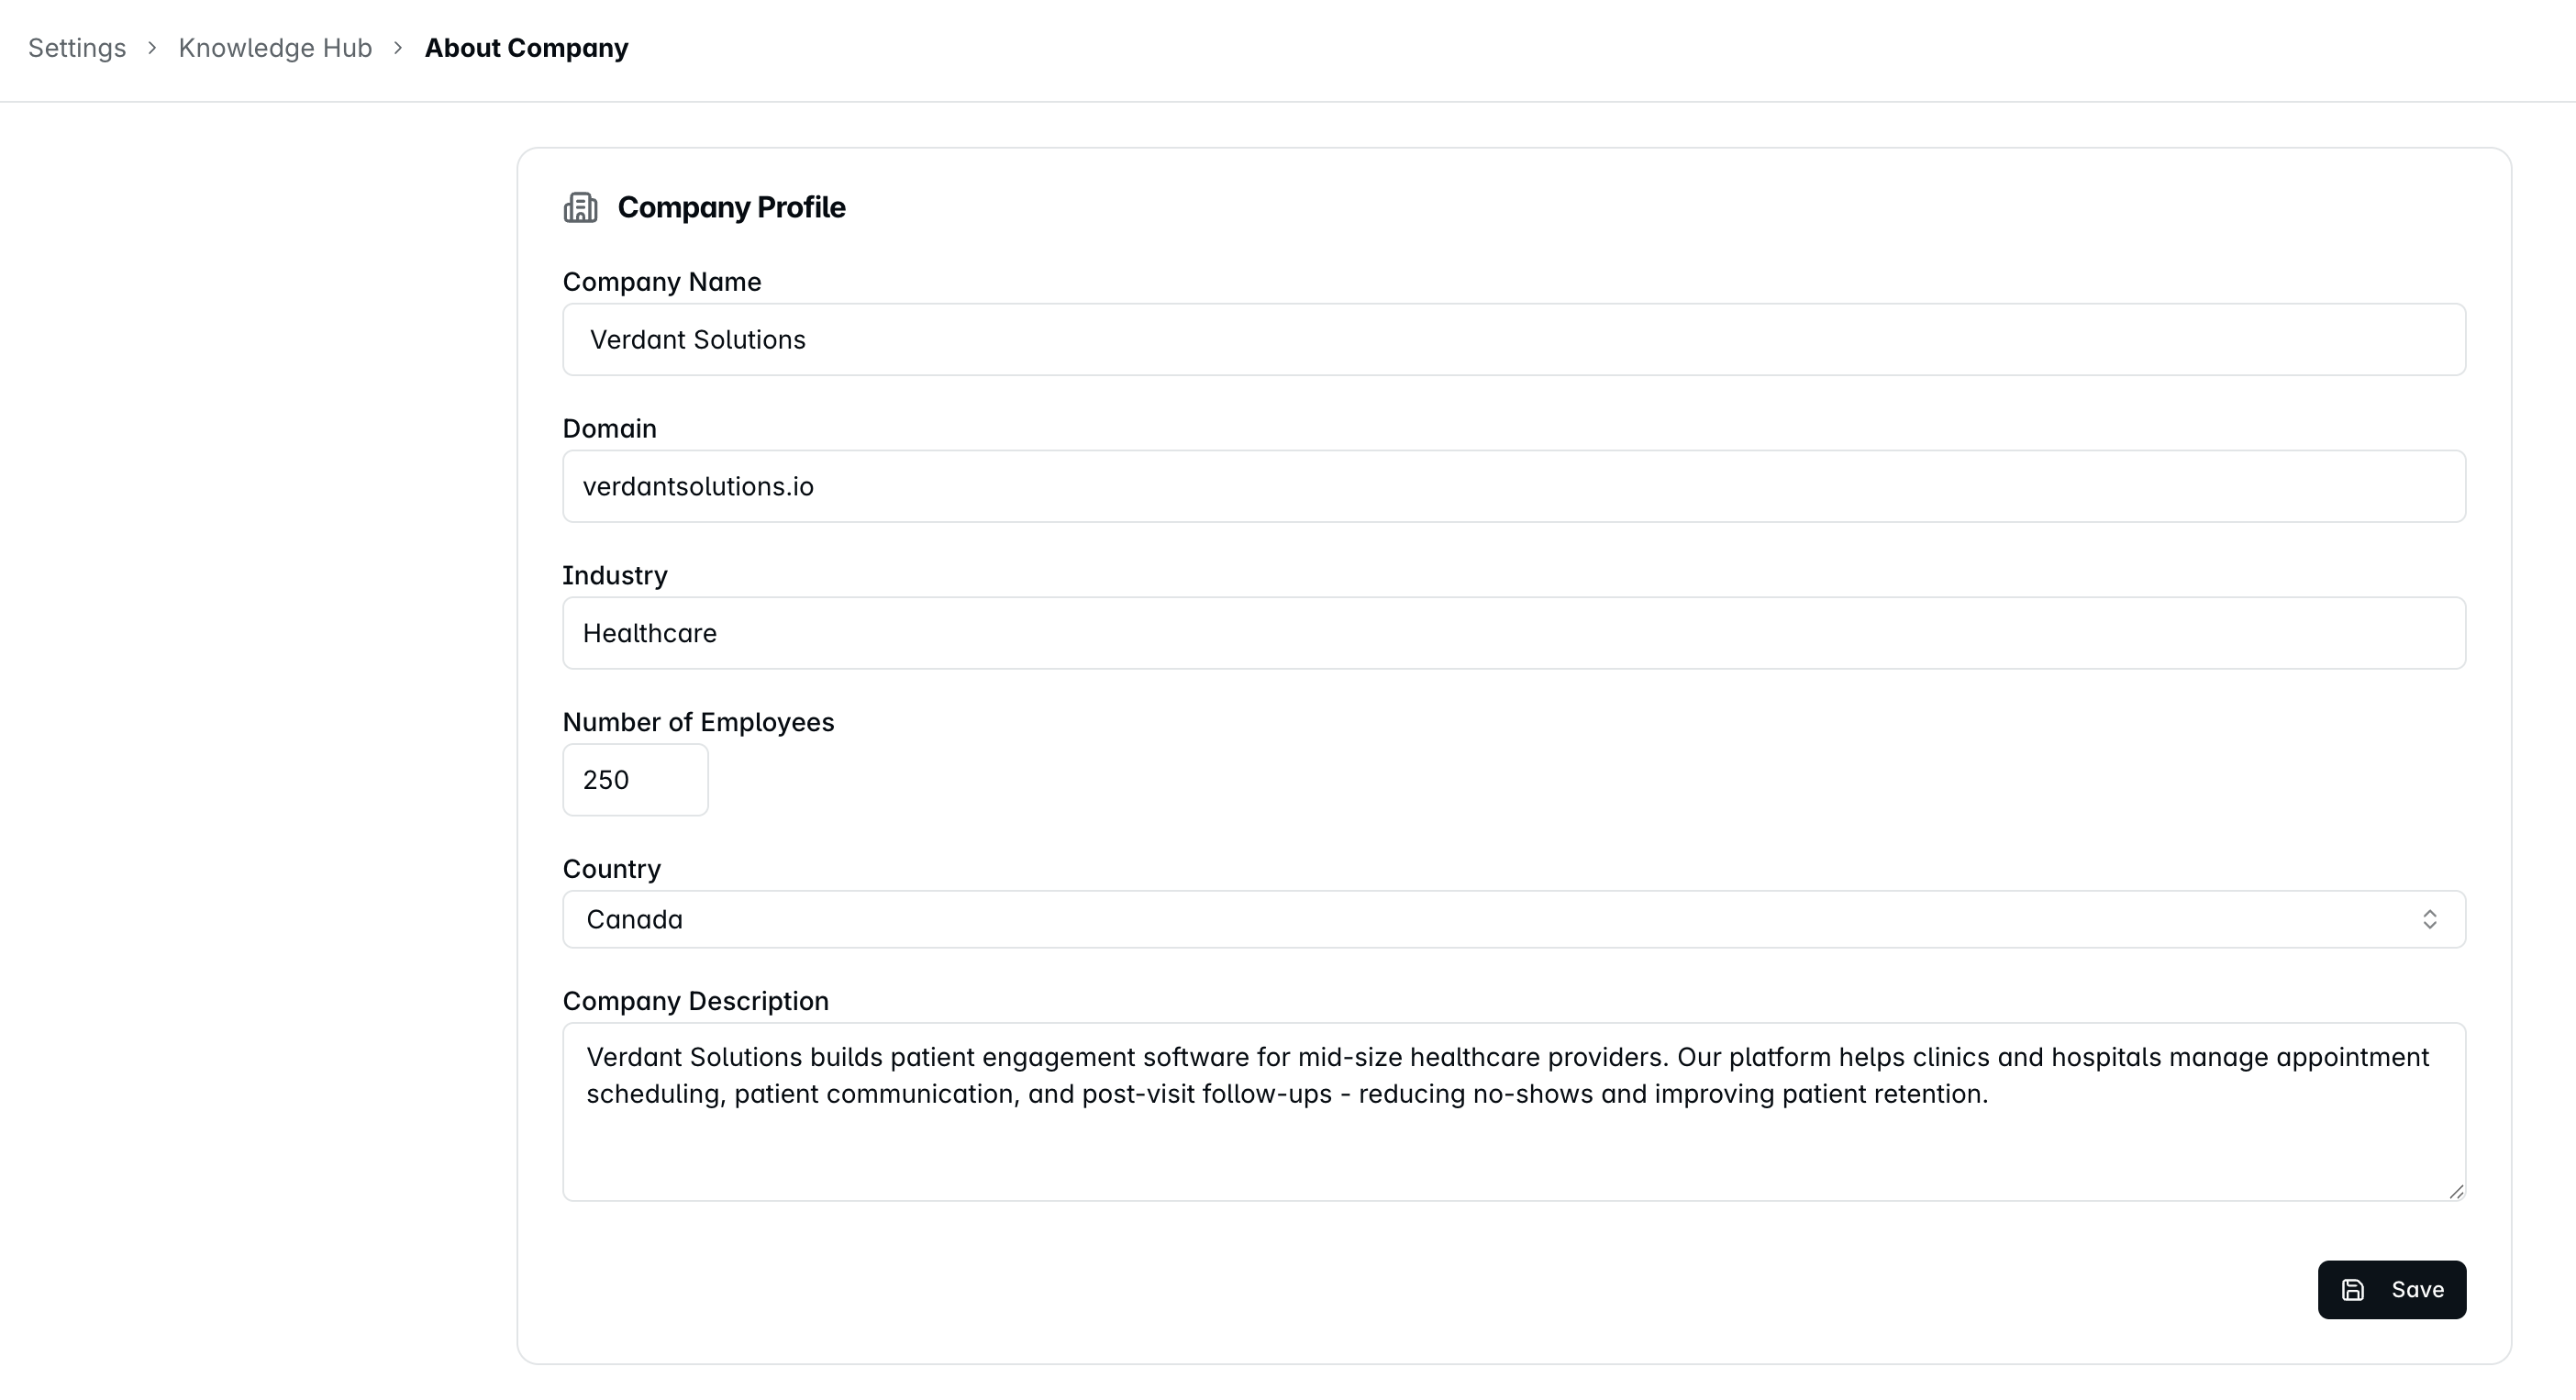 Settings > Knowledge Hub > About Company
Company Profile
Company Name
Verdant Solutions
Domain
verdantsolutions.io
Industry
Healthcare
Number of Employees
250
Country
Canada
Company Description
Verdant Solutions builds patient engagement software for mid-size healthcare providers. Our platform helps clinics and hospitals manage appointment
scheduling, patient communication, and post-visit follow-ups - reducing no-shows and improving patient retention.
Save